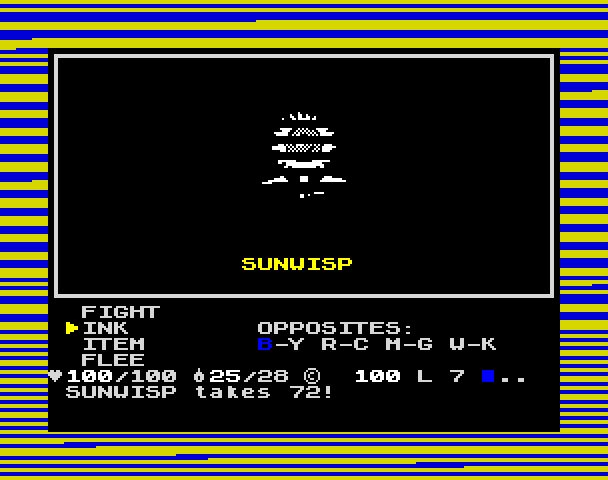 SUNWISP
FIGHT
INK OPPOSITES:
ITEM B-Y R-C M-G W-K
FLEE
100/100 25/28 © 100 L 7 ..
SUNWISP takes 72!